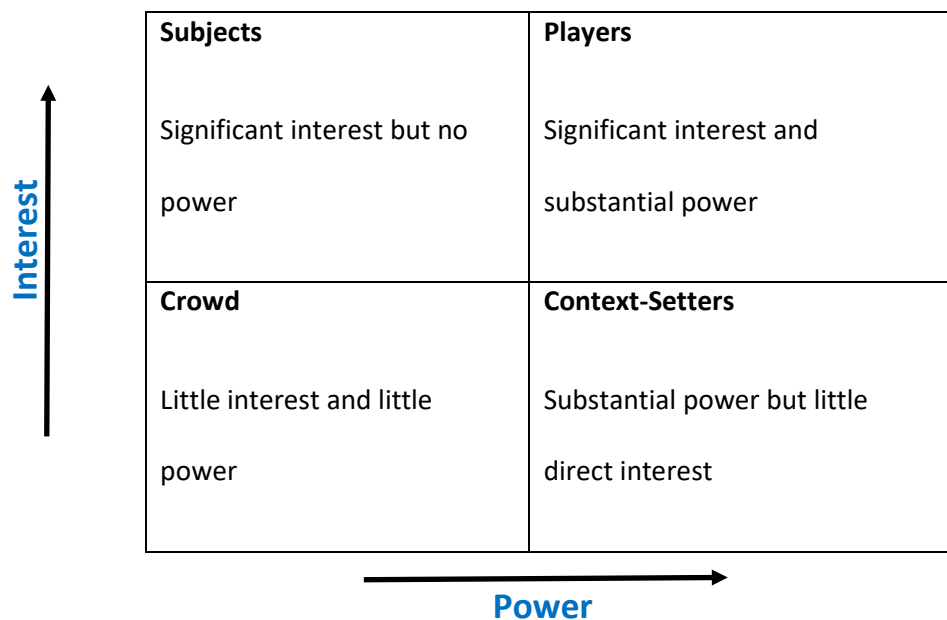 Subjects
Significant interest but no
power
Players
Significant interest and
substantial power
Interest
Crowd
Little interest and little
power
Context-Setters
Substantial power but little
direct interest
Power